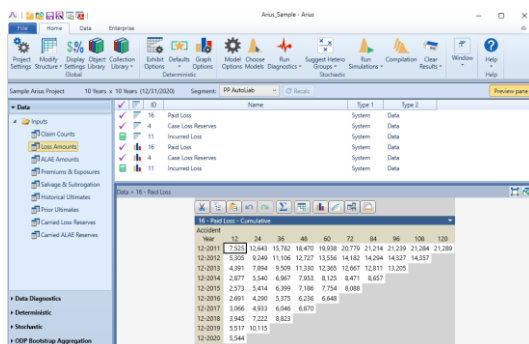 Arius_Sample - Arius
File Home Data Enterprise
Project Settings
Modify Structure
Display Settings
Object Library
Collection Library
Exhibit Options
Defaults
Graph Options
Model Options
Choose Models
Run Diagnostics
Suggest Hetero Groups
Run Simulations
Compilation
Clear Results
Window
Help
Global Deterministic Stochastic Help
Sample Arius Project 10 Years x 10 Years (12/31/2020) Segment: PP AutoLiab Recalc Preview pane
Data
Inputs
Claim Counts
Loss Amounts
ALAE Amounts
Premiums & Exposures
Salvage & Subrogation
Historical Ultimates
Prior Ultimates
Carried Loss Reserves
Carried ALAE Reserves
Data Diagnostics
Deterministic
Stochastic
ODP Bootstrap Aggregation
ID Name Type 1 Type 2
16 Paid Loss System Data
4 Case Loss Reserves System Data
11 Incurred Loss System Data
16 Paid Loss System Data
4 Case Loss Reserves System Data
11 Incurred Loss System Data
Data > 16 - Paid Loss
16 - Paid Loss - Cumulative
Accident
Year 12 24 36 48 60 72 84 96 108 120
12-2011 7,525 12,643 15,782 18,470 19,938 20,779 21,214 21,239 21,284 21,289
12-2012 5,305 9,249 11,106 12,727 13,556 14,182 14,294 14,327 14,357
12-2013 4,391 7,894 9,509 11,330 12,365 12,667 12,811 13,205
12-2014 2,877 5,540 6,967 7,953 8,125 8,471 8,657
12-2015 2,573 5,414 6,399 7,186 7,754 8,088
12-2016 2,691 4,290 5,375 6,236 6,648
12-2017 3,066 4,933 6,046 6,870
12-2018 3,945 7,222 8,823
12-2019 5,517 10,115
12-2020 5,544